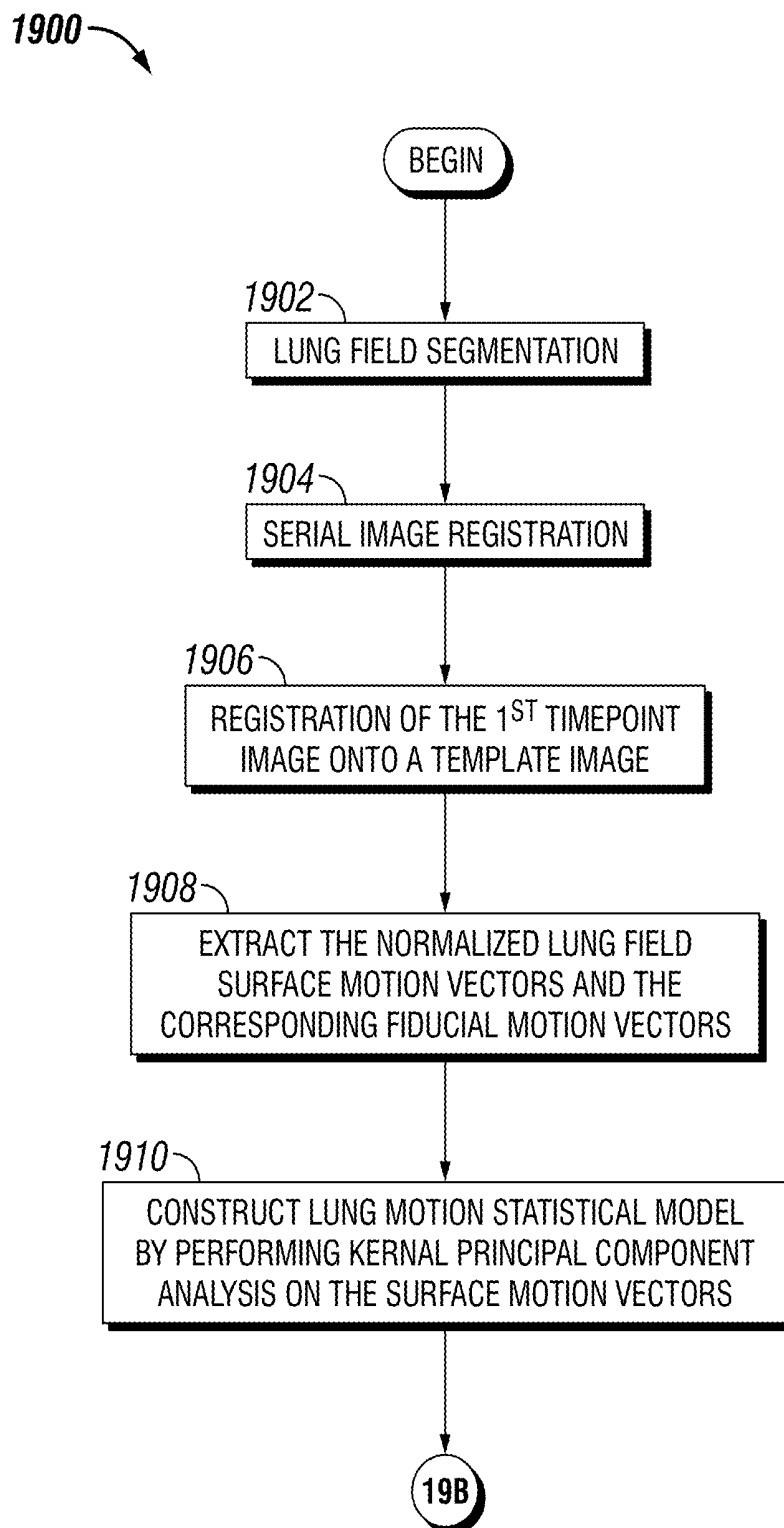 1900
BEGIN
1902
LUNG FIELD SEGMENTATION
1904
SERIAL IMAGE REGISTRATION
1906
REGISTRATION OF THE 1ST TIMEPOINT
IMAGE ONTO A TEMPLATE IMAGE
1908
EXTRACT THE NORMALIZED LUNG FIELD
SURFACE MOTION VECTORS AND THE
CORRESPONDING FIDUCIAL MOTION VECTORS
1910
CONSTRUCT LUNG MOTION STATISTICAL MODEL
BY PERFORMING KERNAL PRINCIPAL COMPONENT
ANALYSIS ON THE SURFACE MOTION VECTORS
19B